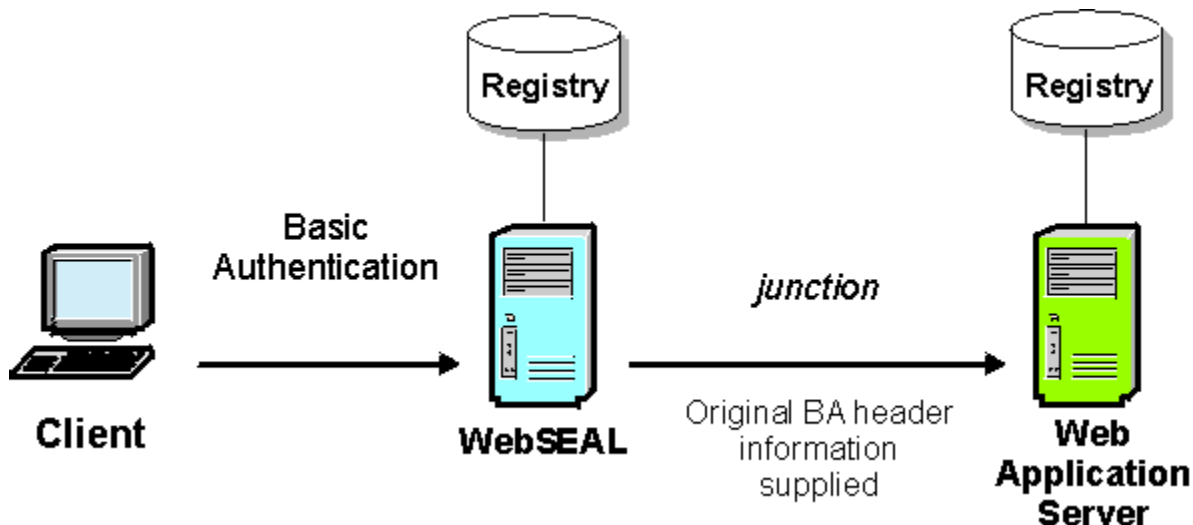 Registry
Registry
Basic
Authentication
junction
Client
WebSEAL
Original BA header
information
supplied
Web
Application
Server